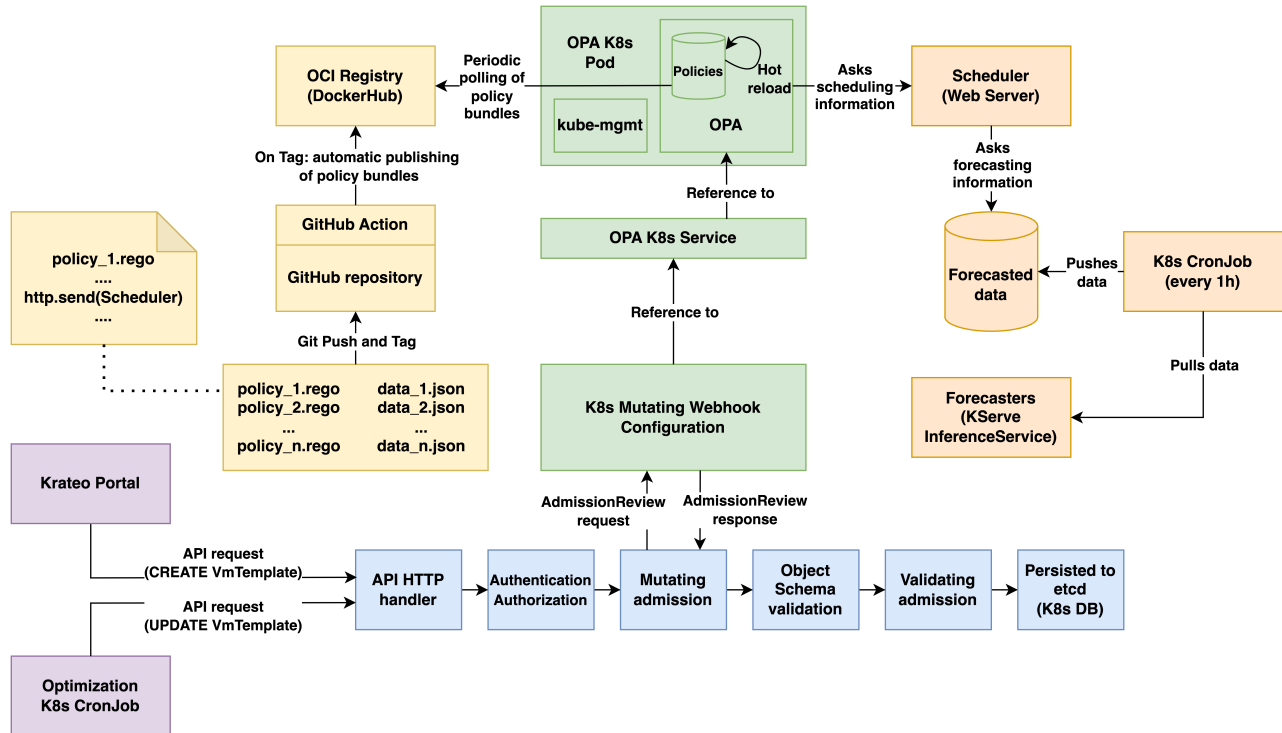 OPA K8s
Pod
Policies
Hot
reload
kube-mgmt
OPA
OCI Registry
(DockerHub)
Periodic
polling of
policy
bundles
Asks
scheduling
information
Scheduler
(Web Server)
On Tag: automatic publishing
of policy bundles
Asks
forecasting
information
Reference to
GitHub Action
GitHub repository
OPA K8s Service
policy_1.rego
....
http.send(Scheduler)
....
Forecasted
data
Pushes
data
K8s CronJob
(every 1h)
Reference to
Git Push and Tag
Pulls data
policy_1.rego data_1.json
policy_2.rego data_2.json
... ...
policy_n.rego data_n.json
K8s Mutating Webhook
Configuration
Forecasters
(KServe
InferenceService)
Krateo Portal
AdmissionReview
request
AdmissionReview
response
API request
(CREATE VmTemplate)
API request
(UPDATE VmTemplate)
API HTTP
handler
Authentication
Authorization
Mutating
admission
Object
Schema
validation
Validating
admission
Persisted to
etcd
(K8s DB)
Optimization
K8s CronJob